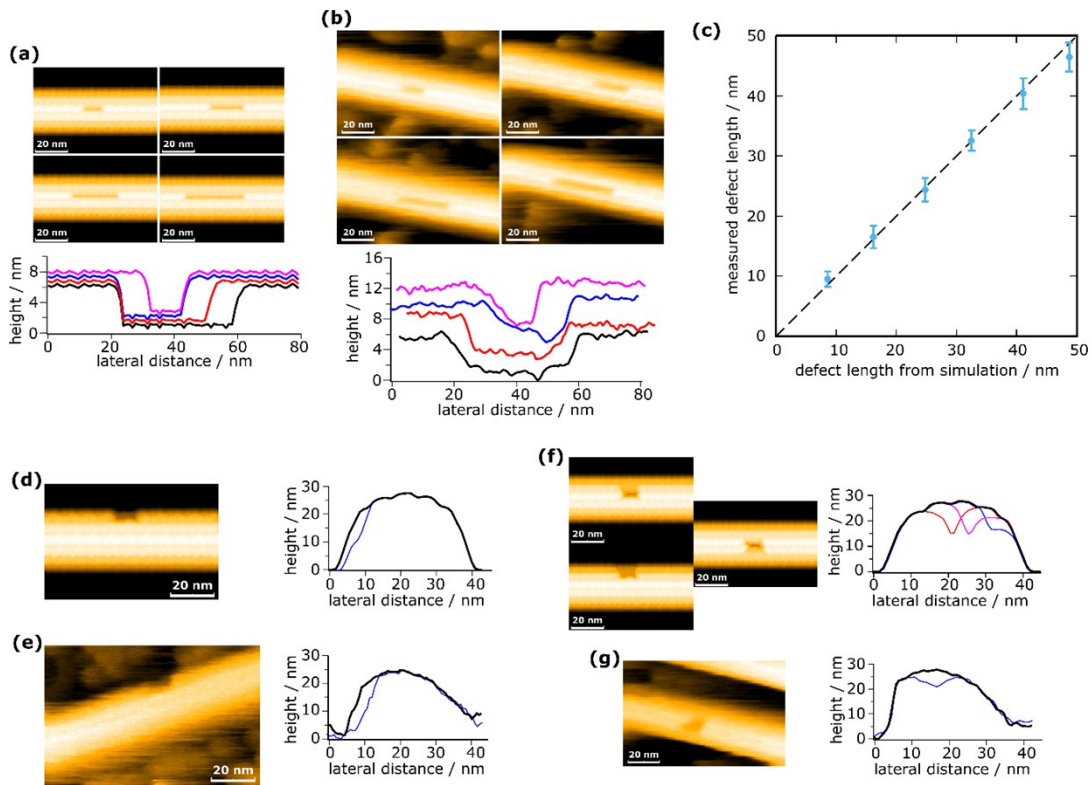 (a)
20 nm
20 nm
20 nm
20 nm
height / nm
8
4
0
0
20
40
60
80
lateral distance / nm
(b)
20 nm
20 nm
20 nm
20 nm
height / nm
16
12
8
4
0
0
20
40
60
80
lateral distance / nm
(c)
measured defect length / nm
50
40
30
20
10
0
0
10
20
30
40
50
defect length from simulation / nm
(d)
20 nm
height / nm
30
20
10
0
0
10
20
30
40
lateral distance / nm
(f)
20 nm
20 nm
20 nm
height / nm
30
20
10
0
0
10
20
30
40
lateral distance / nm
(e)
20 nm
height / nm
30
20
10
0
0
10
20
30
40
lateral distance / nm
(g)
20 nm
height / nm
30
20
10
0
0
10
20
30
40
lateral distance / nm